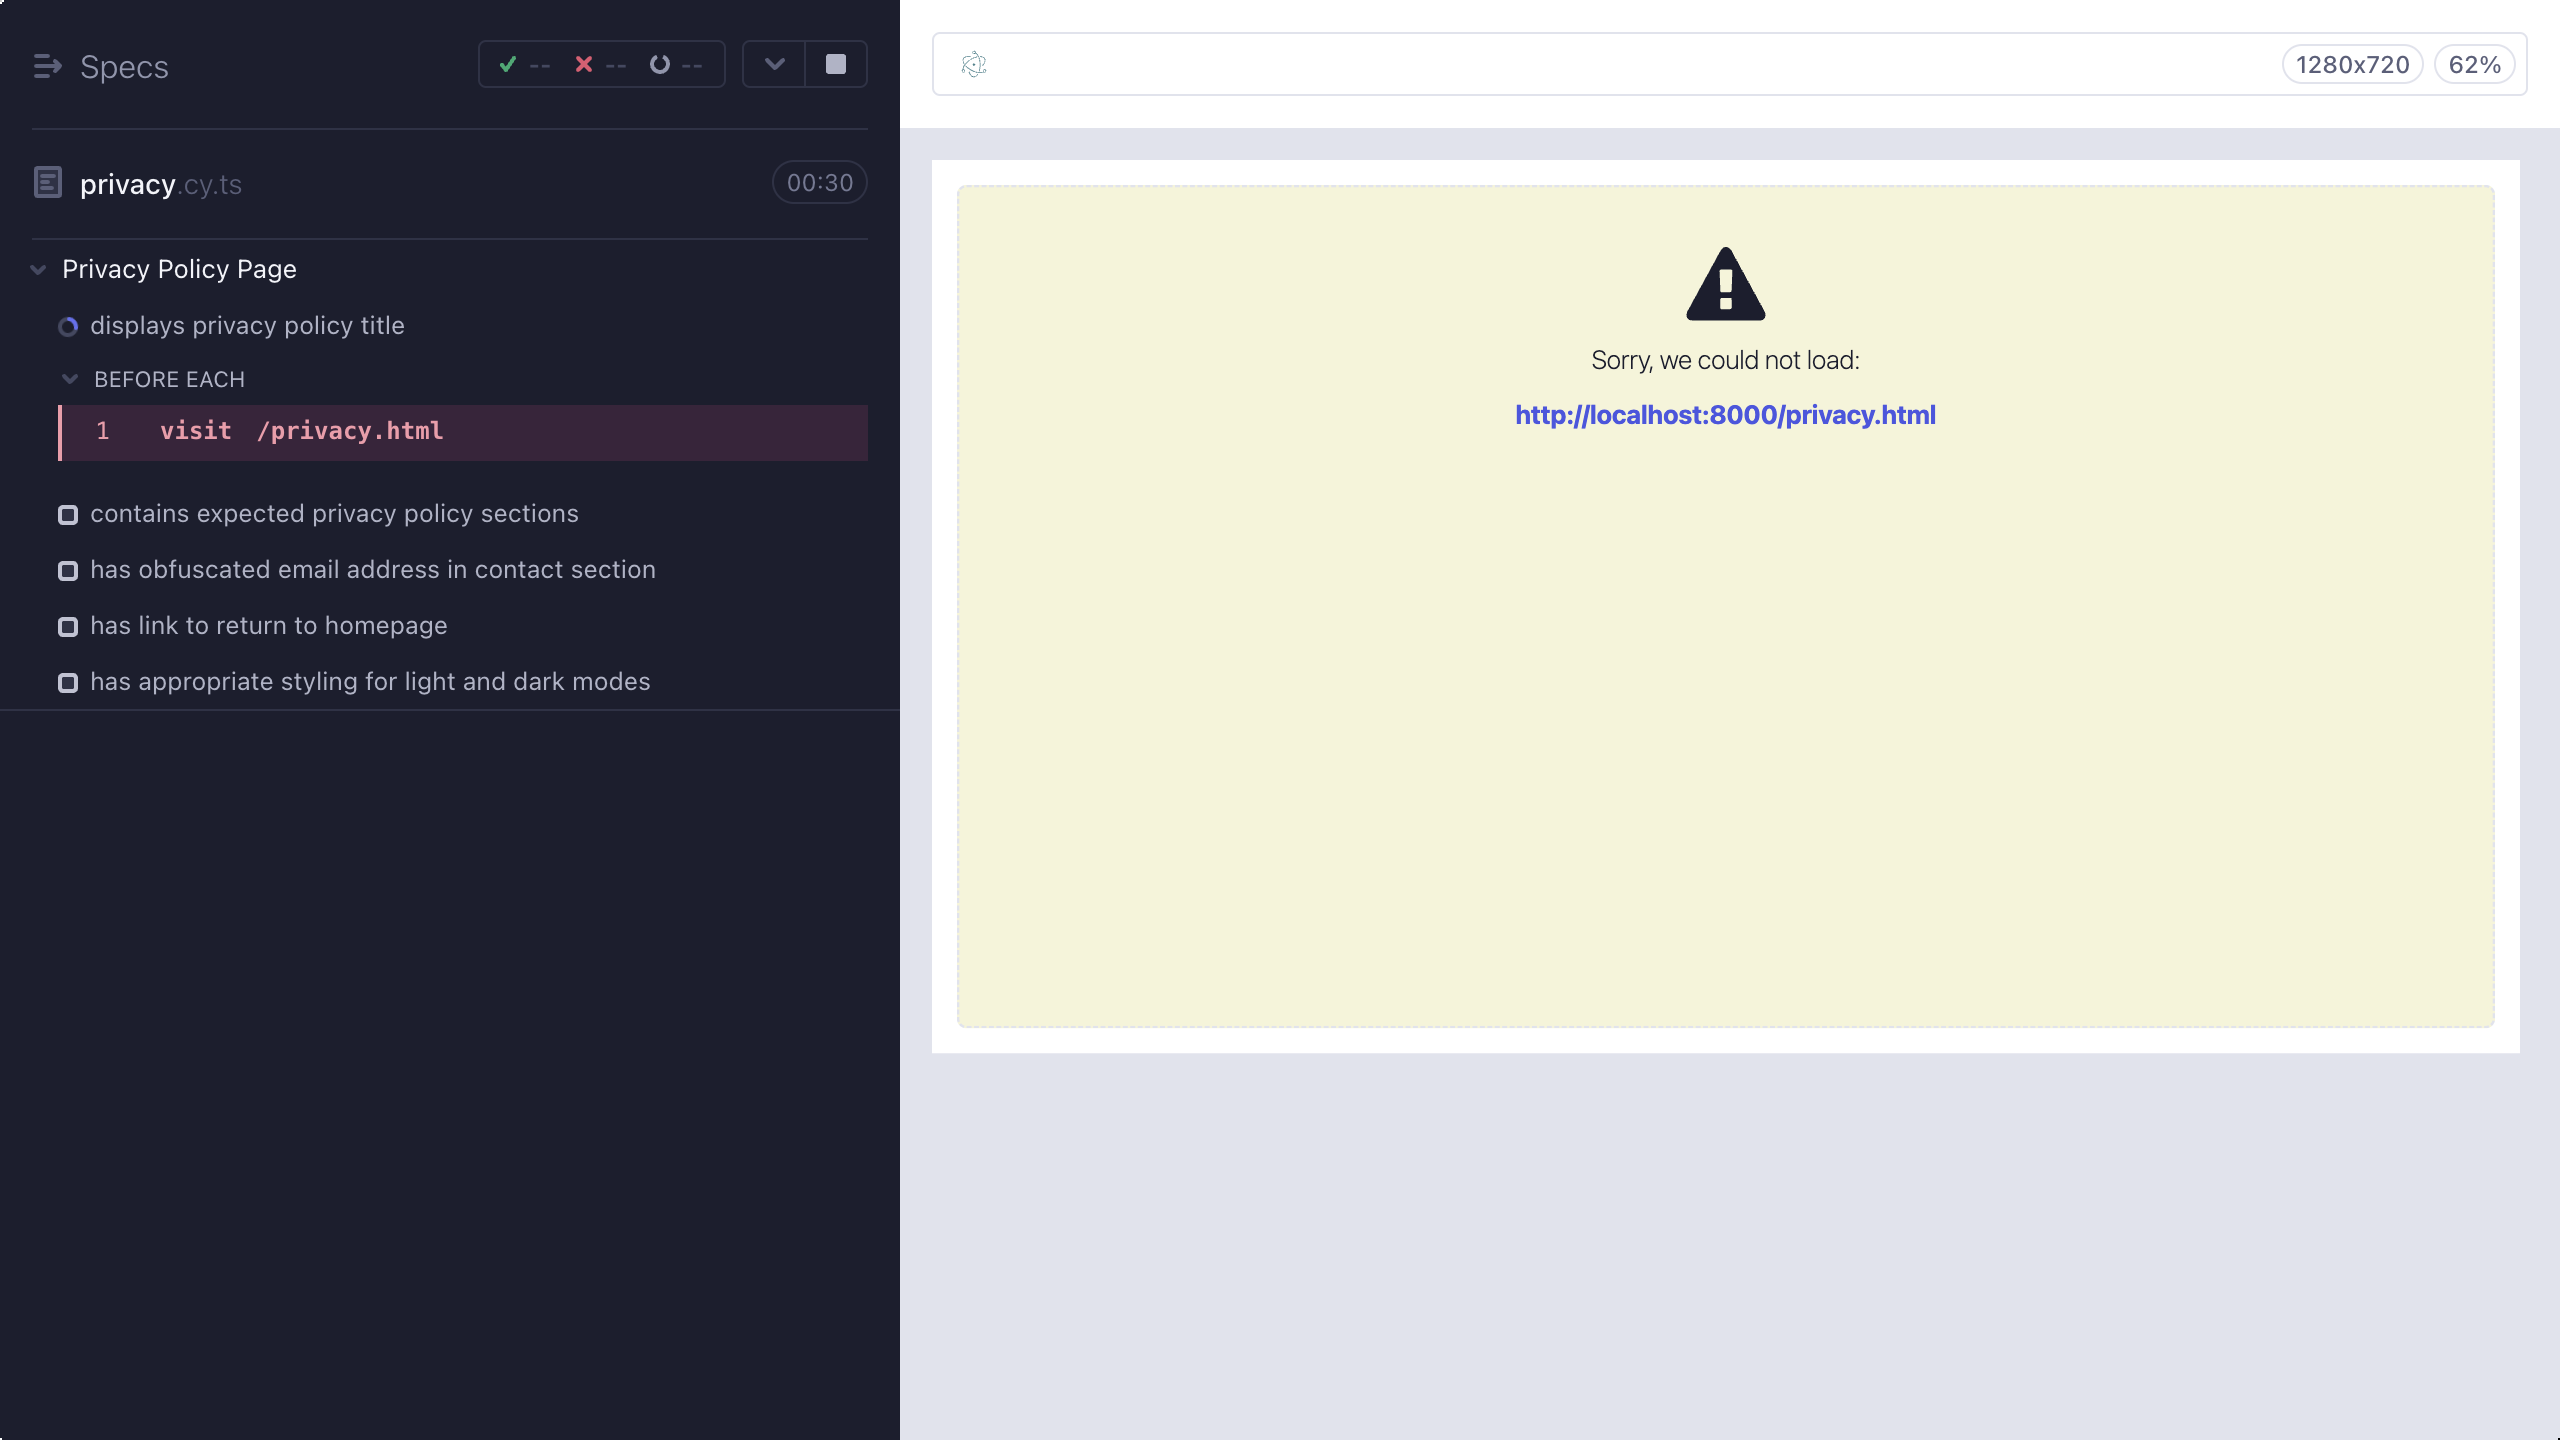 Specs
-- -- --
privacy.cy.ts
00:30
Privacy Policy Page
displays privacy policy title
BEFORE EACH
1 visit /privacy.html
contains expected privacy policy sections
has obfuscated email address in contact section
has link to return to homepage
has appropriate styling for light and dark modes
1280x720 62%
Sorry, we could not load:
http://localhost:8000/privacy.html